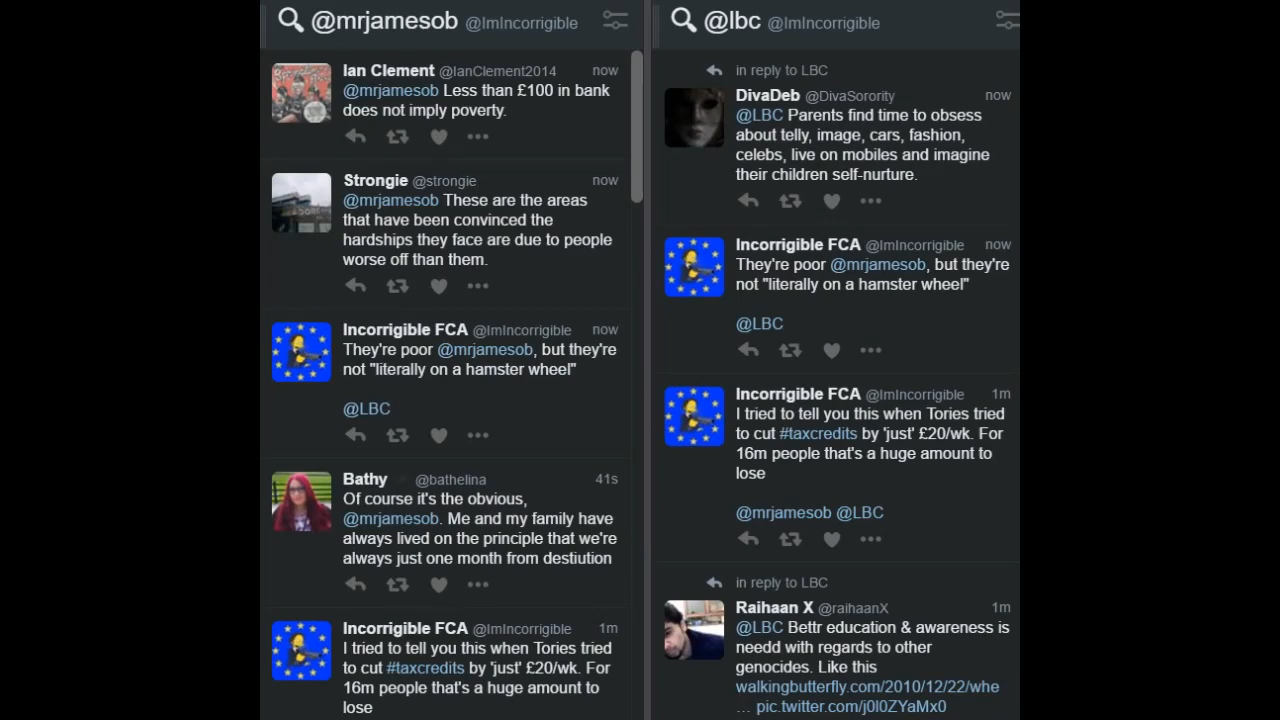 @mrjamesob @ImIncorrigible
Ian Clement @IanClement2014 now
@mrjamesob Less than £100 in bank
does not imply poverty.
Strongie @strongie now
@mrjamesob These are the areas
that have been convinced the
hardships they face are due to people
worse off than them.
Incorrigible FCA @ImIncorrigible now
They're poor @mrjamesob, but they're
not "literally on a hamster wheel"
@LBC
Bathy @bathelina 41s
Of course it's the obvious,
@mrjamesob. Me and my family have
always lived on the principle that we're
always just one month from destiution
Incorrigible FCA @ImIncorrigible 1m
I tried to tell you this when Tories tried
to cut #taxcredits by 'just' £20/wk. For
16m people that's a huge amount to
lose
@lbc @ImIncorrigible
in reply to LBC
DivaDeb @DivaSorority now
@LBC Parents find time to obsess
about telly, image, cars, fashion,
celebs, live on mobiles and imagine
their children self-nurture.
Incorrigible FCA @ImIncorrigible now
They're poor @mrjamesob, but they're
not "literally on a hamster wheel"
@LBC
Incorrigible FCA @ImIncorrigible 1m
I tried to tell you this when Tories tried
to cut #taxcredits by 'just' £20/wk. For
16m people that's a huge amount to
lose
@mrjamesob @LBC
in reply to LBC
Raihaan X @raihaanX 1m
@LBC Bettr education & awareness is
needd with regards to other
genocides. Like this
walkingbutterfly.com/2010/12/22/whe
… pic.twitter.com/j0l0ZYaMx0